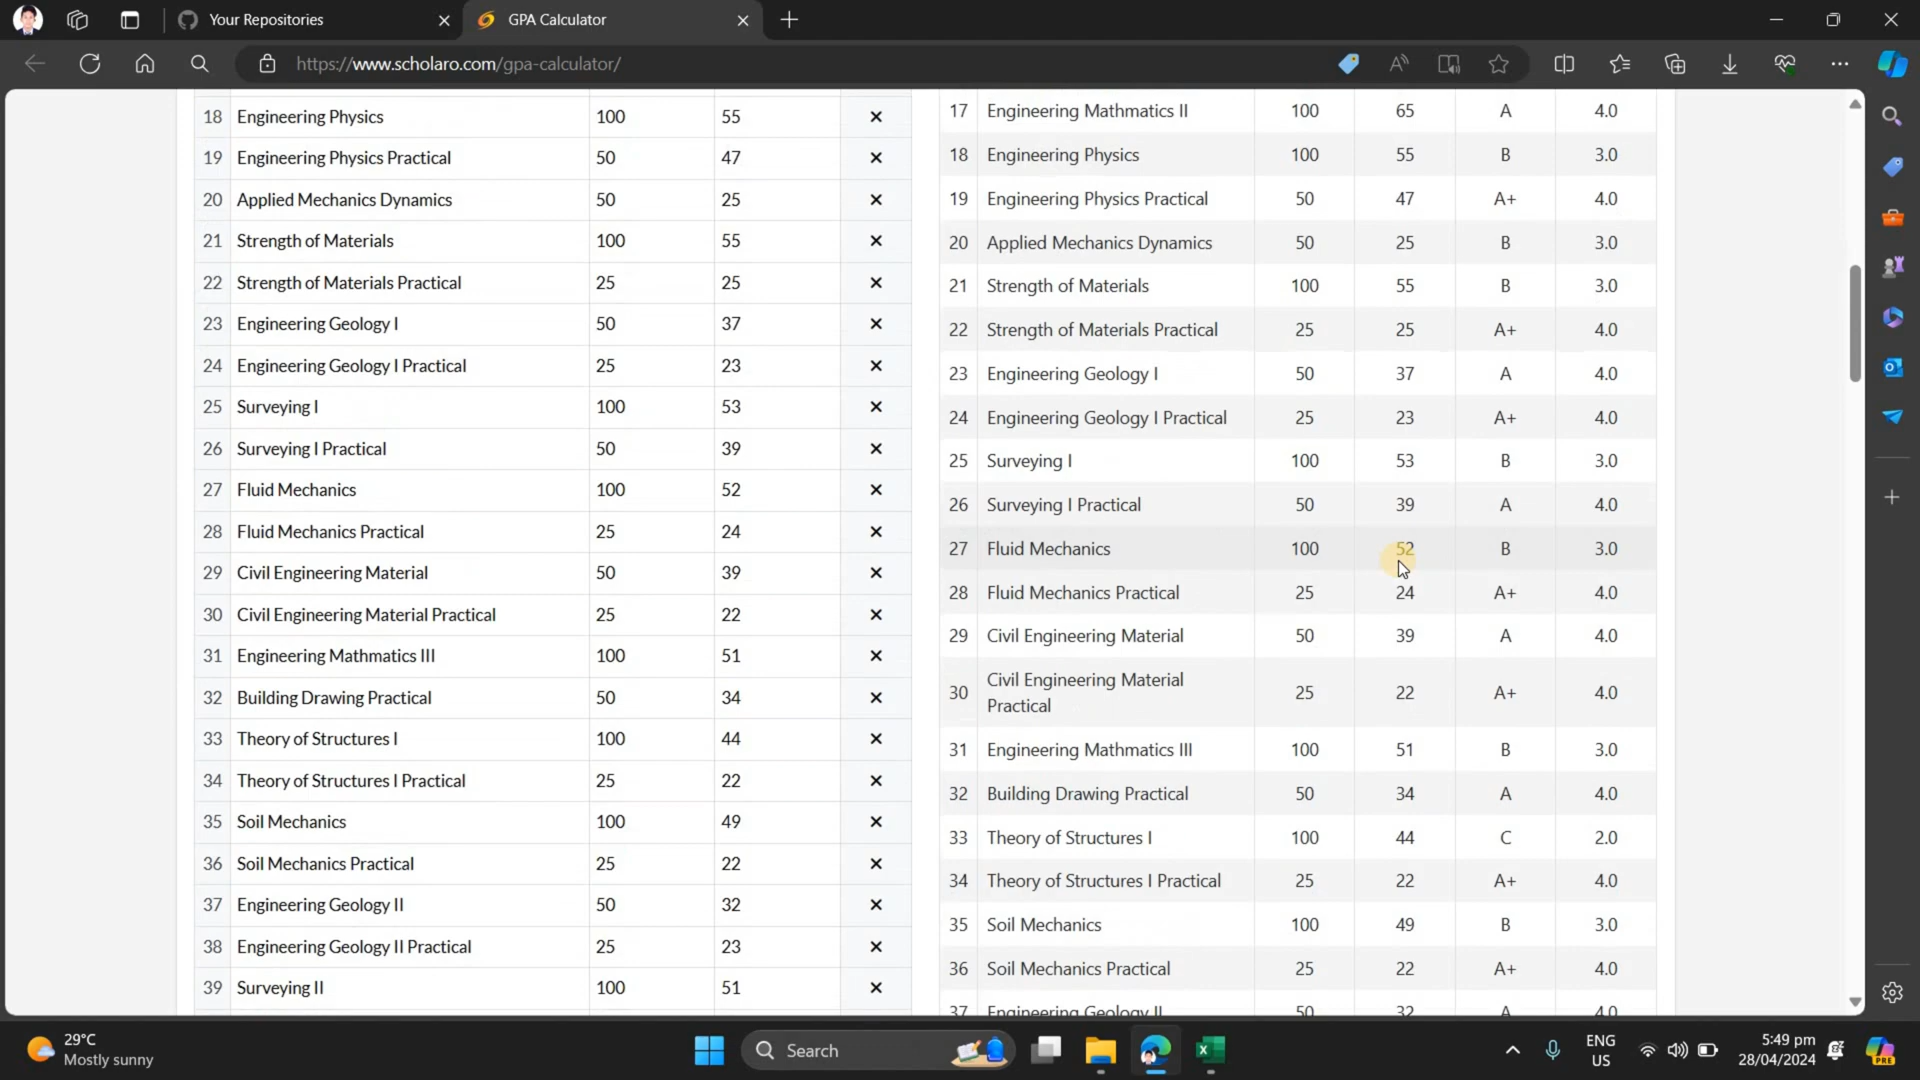 Your Repositories
GPA Calculator
https://www.scholaro.com/gpa-calculator/
18 Engineering Physics 100 55 ×
19 Engineering Physics Practical 50 47 ×
20 Applied Mechanics Dynamics 50 25 ×
21 Strength of Materials 100 55 ×
22 Strength of Materials Practical 25 25 ×
23 Engineering Geology I 50 37 ×
24 Engineering Geology I Practical 25 23 ×
25 Surveying I 100 53 ×
26 Surveying I Practical 50 39 ×
27 Fluid Mechanics 100 52 ×
28 Fluid Mechanics Practical 25 24 ×
29 Civil Engineering Material 50 39 ×
30 Civil Engineering Material Practical 25 22 ×
31 Engineering Mathmatics III 100 51 ×
32 Building Drawing Practical 50 34 ×
33 Theory of Structures I 100 44 ×
34 Theory of Structures I Practical 25 22 ×
35 Soil Mechanics 100 49 ×
36 Soil Mechanics Practical 25 22 ×
37 Engineering Geology II 50 32 ×
38 Engineering Geology II Practical 25 23 ×
39 Surveying II 100 51 ×
17 Engineering Mathmatics II 100 65 A 4.0
18 Engineering Physics 100 55 B 3.0
19 Engineering Physics Practical 50 47 A+ 4.0
20 Applied Mechanics Dynamics 50 25 B 3.0
21 Strength of Materials 100 55 B 3.0
22 Strength of Materials Practical 25 25 A+ 4.0
23 Engineering Geology I 50 37 A 4.0
24 Engineering Geology I Practical 25 23 A+ 4.0
25 Surveying I 100 53 B 3.0
26 Surveying I Practical 50 39 A 4.0
27 Fluid Mechanics 100 52 B 3.0
28 Fluid Mechanics Practical 25 24 A+ 4.0
29 Civil Engineering Material 50 39 A 4.0
30 Civil Engineering Material
Practical 25 22 A+ 4.0
31 Engineering Mathmatics III 100 51 B 3.0
32 Building Drawing Practical 50 34 A 4.0
33 Theory of Structures I 100 44 C 2.0
34 Theory of Structures I Practical 25 22 A+ 4.0
35 Soil Mechanics 100 49 B 3.0
36 Soil Mechanics Practical 25 22 A+ 4.0
37 Engineering Geology II 50 32 A 4.0
29°C
Mostly sunny
Search
ENG
US
5:49 pm
28/04/2024
PRE